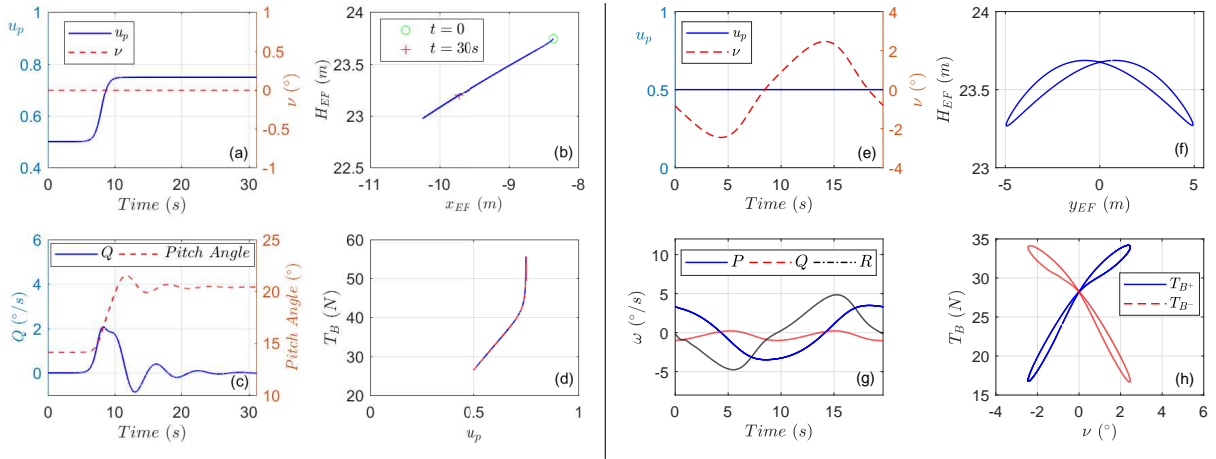 u_p
1
0.8
0.6
0.4
u_p
ν
(a)
1
0.5
0
-0.5
-1
ν (°)
0
10
20
30
Time (s)
H_EF (m)
24
23.5
23
22.5
t = 0
t = 30s
(b)
-11
-10
-9
-8
x_EF (m)
Q (°/s)
6
4
2
0
Q
Pitch Angle
(c)
25
20
15
10
Pitch Angle (°)
0
10
20
30
Time (s)
T_B (N)
60
50
40
30
20
(d)
0
0.5
1
u_p
u_p
1
0.5
0
u_p
ν
(e)
4
2
0
-2
-4
ν (°)
0
5
10
15
Time (s)
H_EF (m)
24
23.5
23
(f)
-5
0
5
y_EF (m)
ω (°/s)
10
5
0
-5
P
Q
R
(g)
0
5
10
15
Time (s)
T_B (N)
35
30
25
20
15
T_B+
T_B-
(h)
-4
-2
0
2
4
6
ν (°)